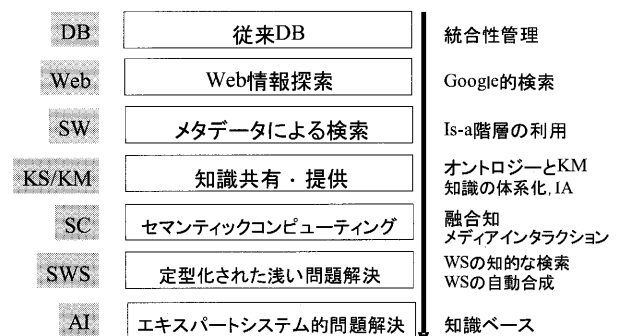 DB 従来DB 統合性管理
Web Web情報探索 Google的検索
SW メタデータによる検索 Is-a階層の利用
KS/KM 知識共有・提供 オントロジーとKM
知識の体系化, IA
SC セマンティックコンピューティング 融合知
メディアインタラクション
SWS 定型化された浅い問題解決 WSの知的な検索
WSの自動合成
AI エキスパートシステム的問題解決 知識ベース